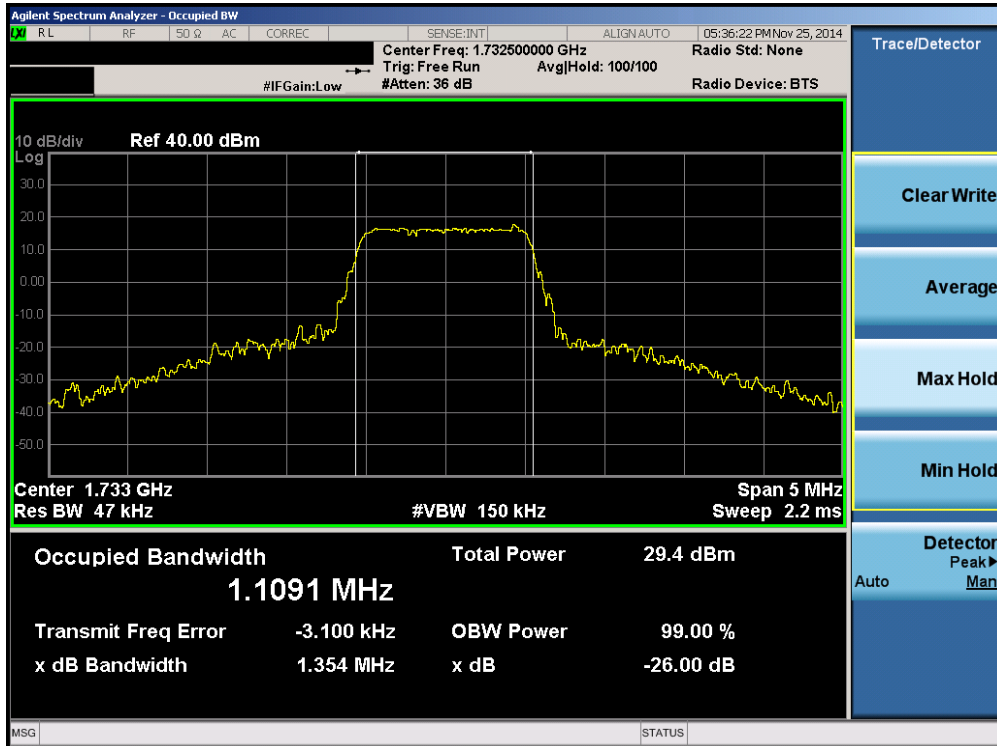 Agilent Spectrum Analyzer - Occupied BW
LXI RL RF 50 Ω AC CORREC SENSE:INT ALIGN AUTO 05:36:22 PM Nov 25, 2014
Center Freq: 1.732500000 GHz Radio Std: None
Trig: Free Run Avg|Hold: 100/100
#IFGain:Low #Atten: 36 dB Radio Device: BTS
Trace/Detector
10 dB/div Ref 40.00 dBm
Log
30.0
20.0
10.0
0.00
-10.0
-20.0
-30.0
-40.0
-50.0
Center 1.733 GHz Span 5 MHz
Res BW 47 kHz #VBW 150 kHz Sweep 2.2 ms
Occupied Bandwidth Total Power 29.4 dBm
1.1091 MHz
Transmit Freq Error -3.100 kHz OBW Power 99.00 %
x dB Bandwidth 1.354 MHz x dB -26.00 dB
Clear Write
Average
Max Hold
Min Hold
Detector
Peak▶
Auto Man
MSG STATUS